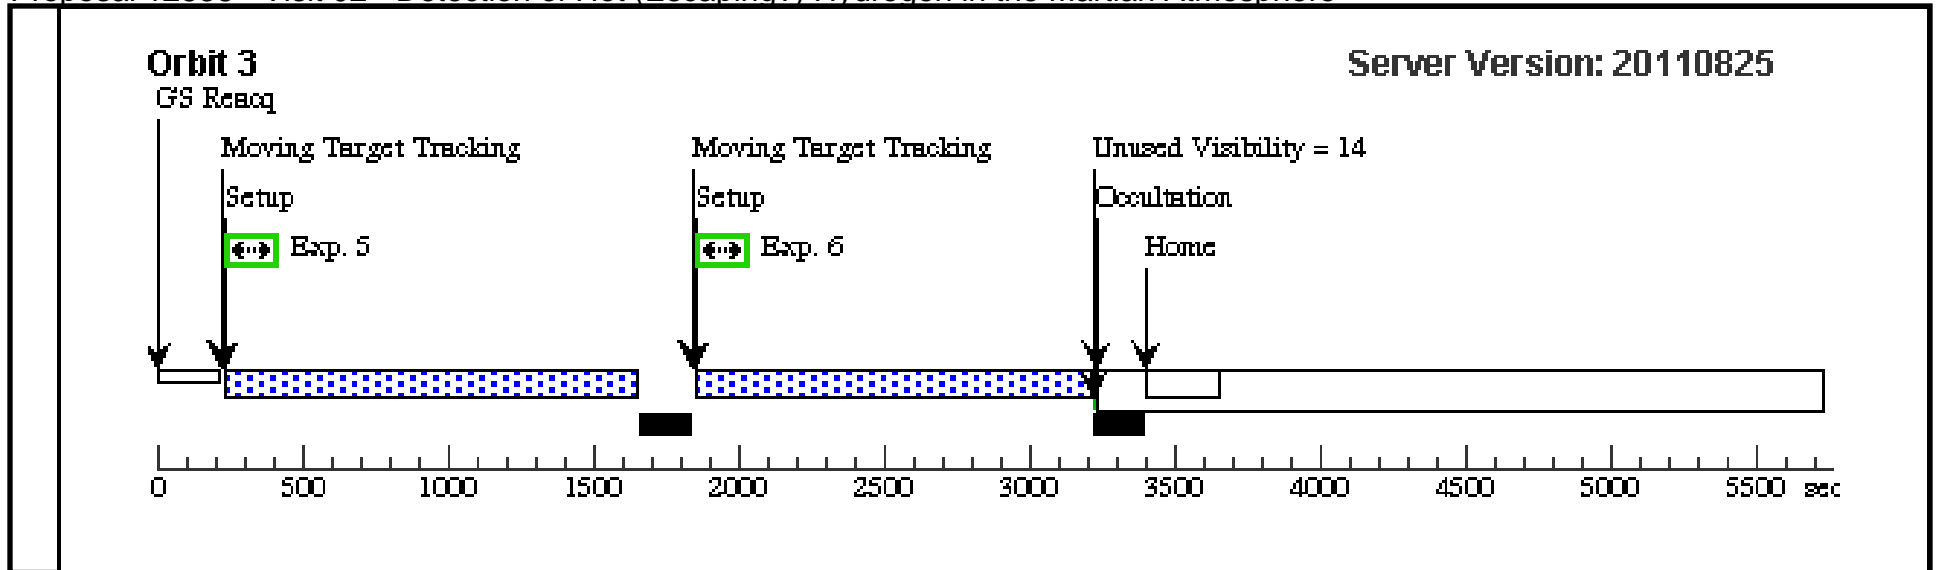 Orbit 3
Server Version: 20110825
GS Reacq
Moving Target Tracking
Moving Target Tracking
Unused Visibility = 14
Setup
Setup
Occultation
Exp. 5
Exp. 6
Home
0 500 1000 1500 2000 2500 3000 3500 4000 4500 5000 5500 sec